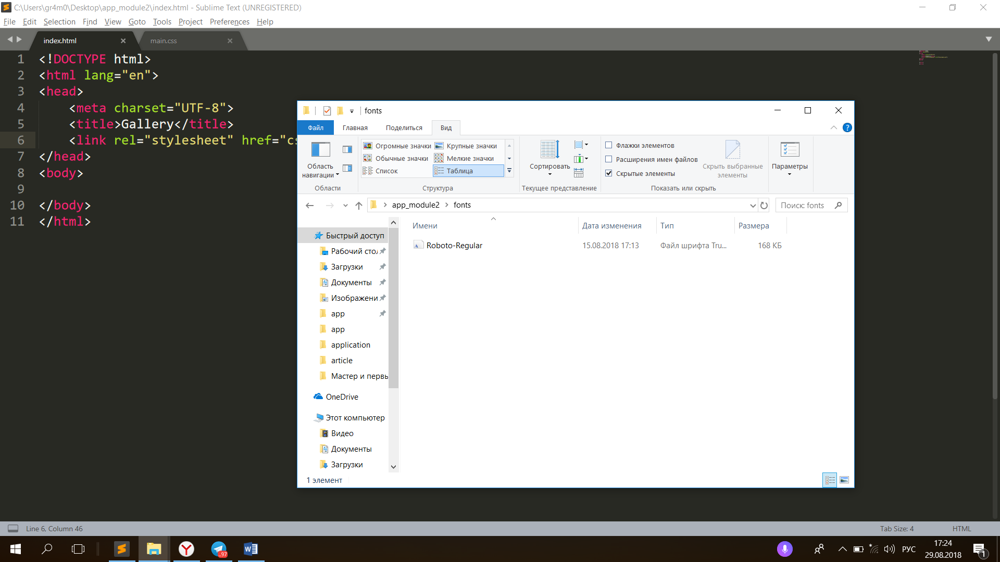 C:\Users\gr4m0\Desktop\app_module2\index.html - Sublime Text (UNREGISTERED)
File Edit Selection Find View Goto Tools Project Preferences Help
index.html main.css
1 <!DOCTYPE html>
2 <html lang="en">
3 <head>
4 <meta charset="UTF-8">
5 <title>Gallery</title>
6 <link rel="stylesheet" href="cs
7 </head>
8 <body>
9
10 </body>
11 </html>
fonts
Файл Главная Поделиться Вид
Область навигации
Области
Огромные значки Крупные значки
Обычные значки Мелкие значки
Список Таблица
Структура
Сортировать
Текущее представление
Флажки элементов
Расширения имен файлов
Скрытые элементы
Скрыть выбранные элементы
Показать или скрыть
Параметры
app_module2 > fonts
Поиск: fonts
Имени Дата изменения Тип Размера
Roboto-Regular 15.08.2018 17:13 Файл шрифта Tru... 168 КБ
Быстрый доступ
Рабочий стол
Загрузки
Документы
Изображени
app
app
application
article
Мастер и первы
OneDrive
Этот компьютер
Видео
Документы
Загрузки
1 элемент
Line 6, Column 46 Tab Size: 4 HTML
..97
РУС
17:24
29.08.2018
1